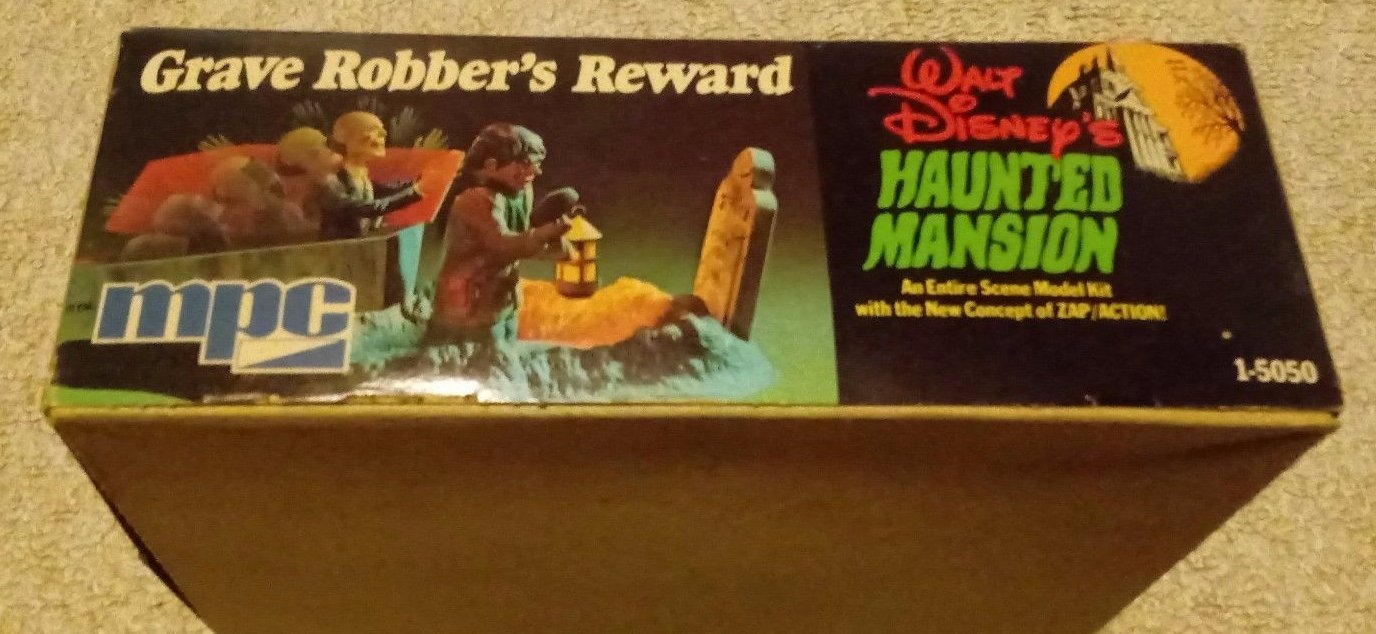 Grave Robber's Reward
mpc
WALT
DISNEY'S
HAUNTED
MANSION
An Entire Scene Model Kit
with the New Concept of ZAP/ACTION!
1-5050